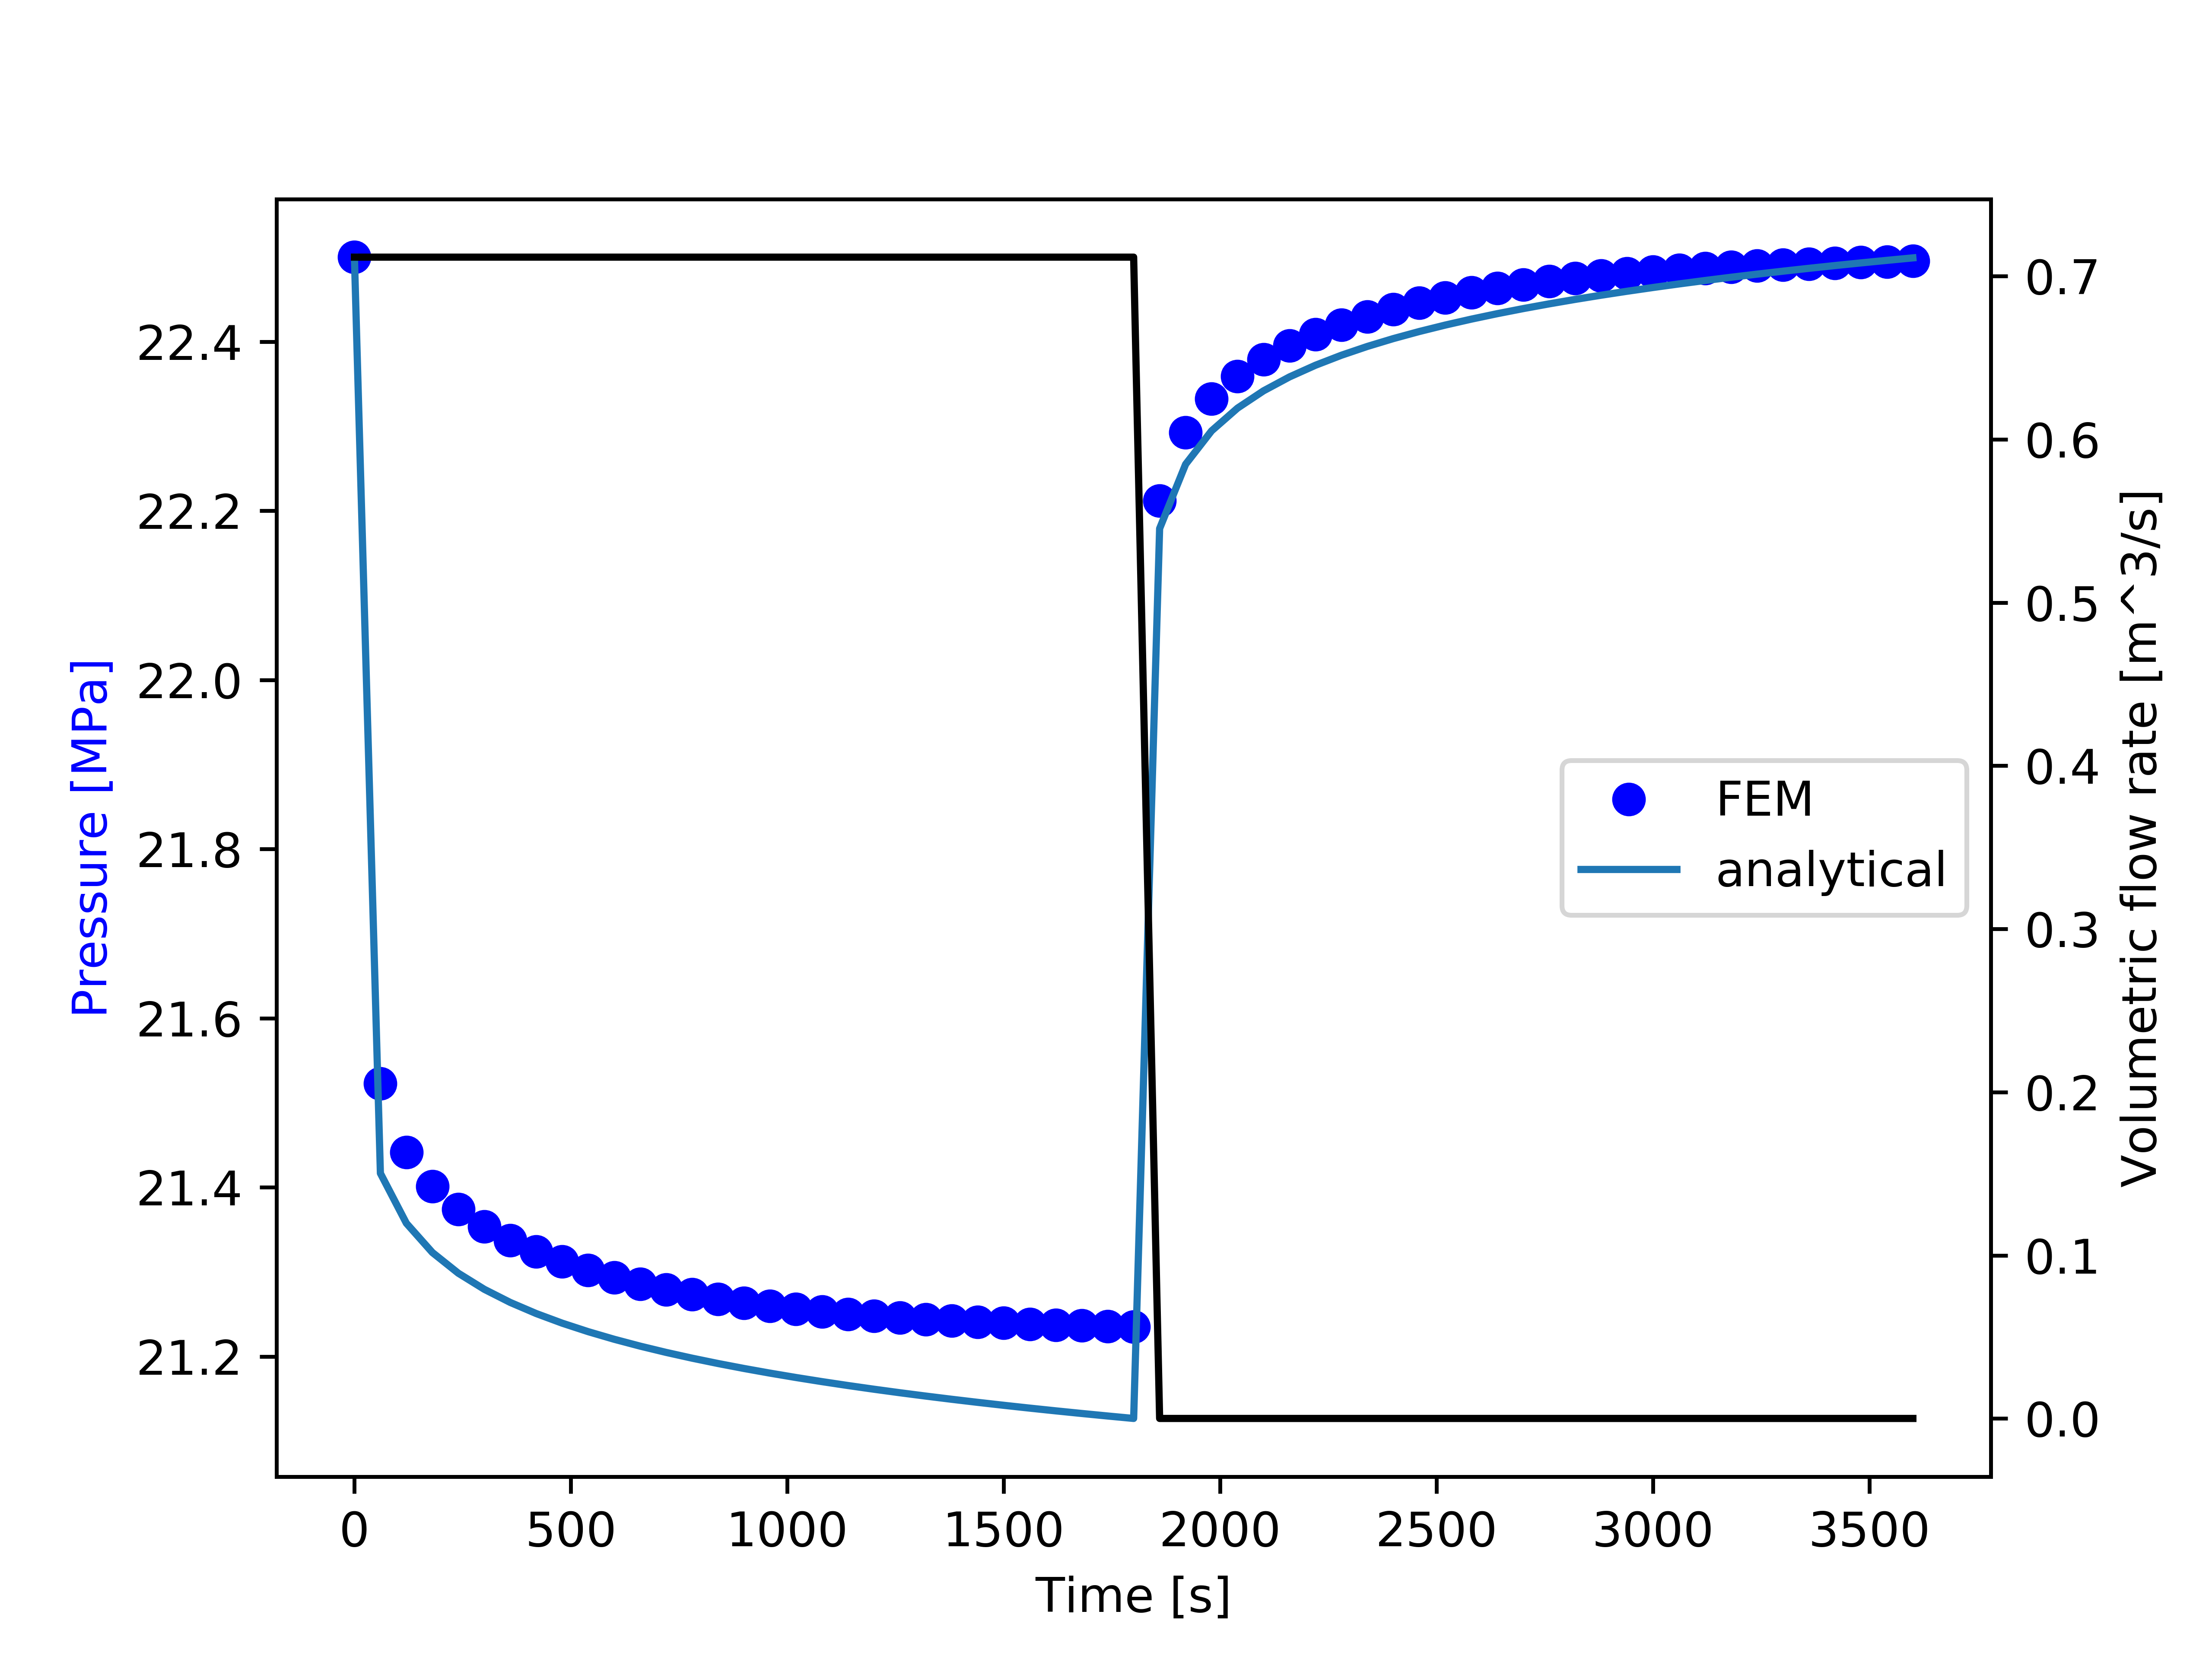 Pressure [MPa]
22.4
22.2
22.0
21.8
21.6
21.4
21.2
FEM
analytical
0.7
0.6
0.5
0.4
0.3
0.2
0.1
0.0
Volumetric flow rate [m^3/s]
0 500 1000 1500 2000 2500 3000 3500
Time [s]